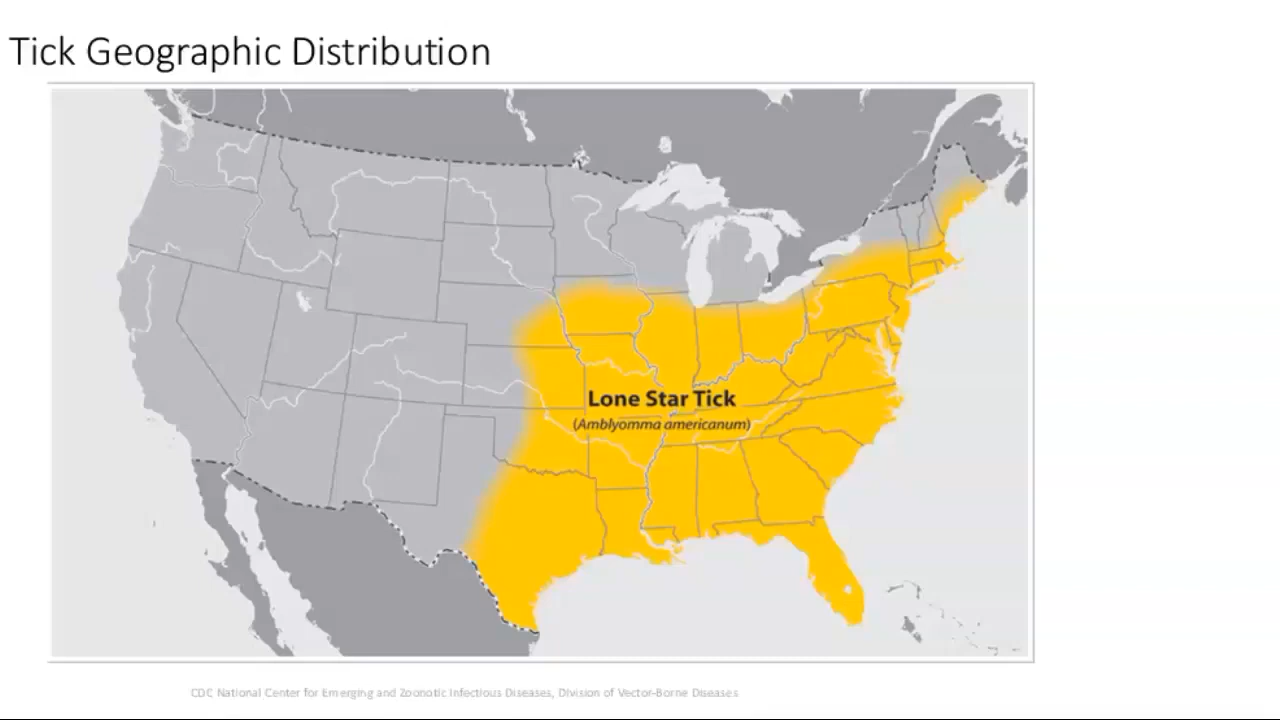 Tick Geographic Distribution
Lone Star Tick
(Amblyomma americanum)
CDC National Center for Emerging and Zoonotic Infectious Diseases, Division of Vector-Borne Diseases